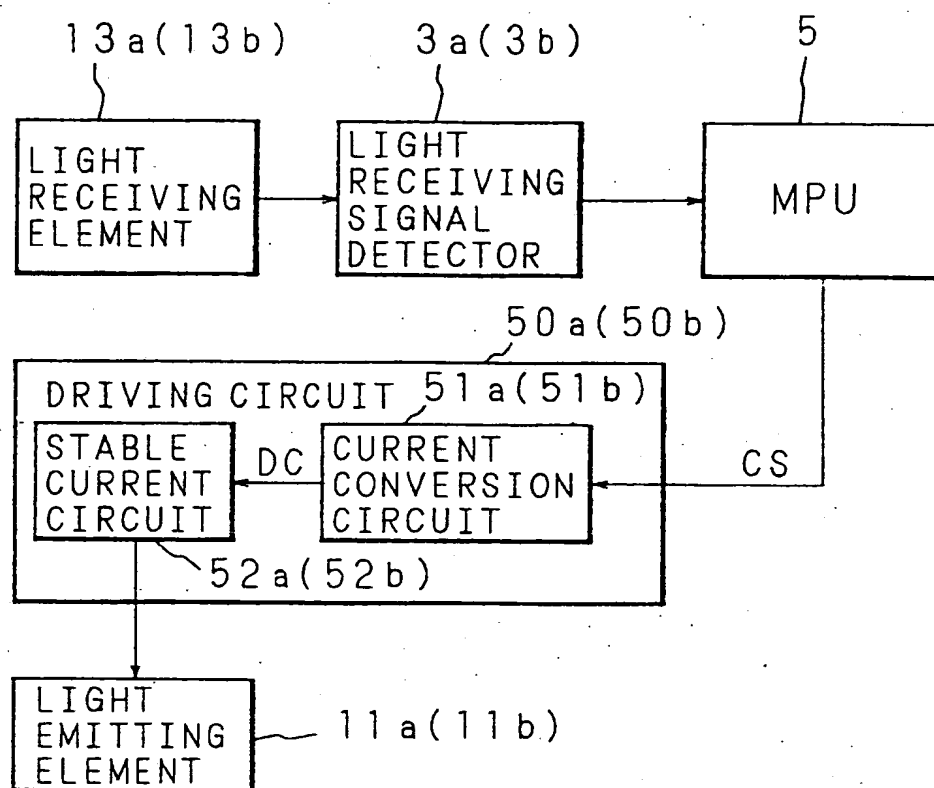 13a(13b)
3a(3b)
5
LIGHT
RECEIVING
ELEMENT
LIGHT
RECEIVING
SIGNAL
DETECTOR
MPU
50a(50b)
DRIVING CIRCUIT
51a(51b)
STABLE
CURRENT
CIRCUIT
DC
CURRENT
CONVERSION
CIRCUIT
CS
52a(52b)
LIGHT
EMITTING
ELEMENT
11a(11b)